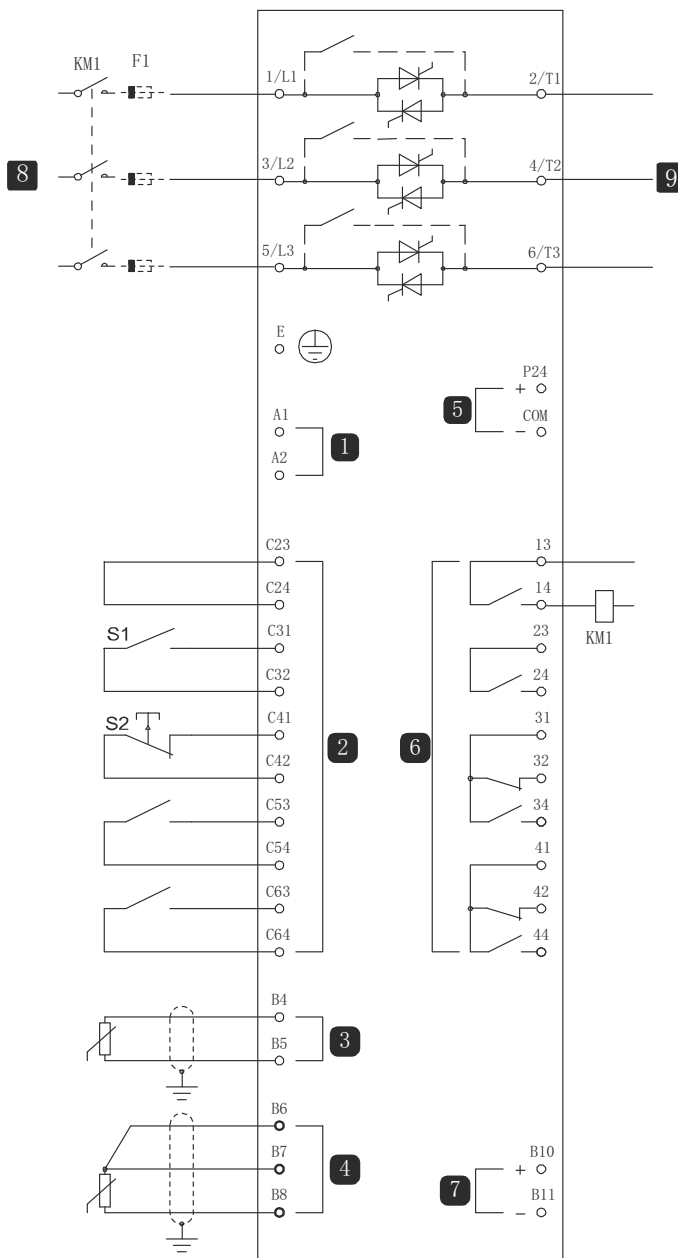 KM1 F1
1/L1 2/T1
8 3/L2 4/T2 9
5/L3 6/T3
E
P24
+
5 COM
-
A1
1
A2
C23 13
C24 14
KM1
S1 C31 23
C32 24
S2 C41 31
2 6
C42 32
C53 34
C54 41
C63 42
C64 44
B4
3
B5
B6
B7 B10
4 +
7
B8 B11
-